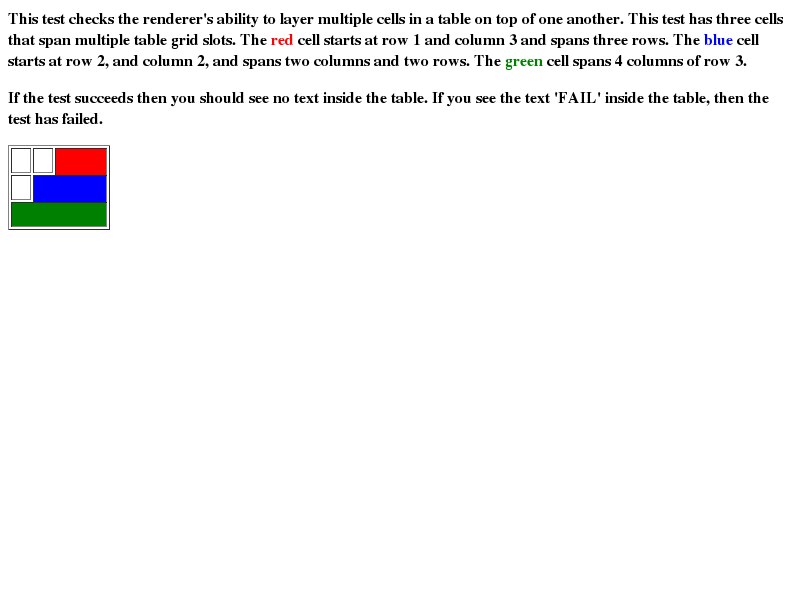 This test checks the renderer's ability to layer multiple cells in a table on top of one another. This test has three cells
that span multiple table grid slots. The red cell starts at row 1 and column 3 and spans three rows. The blue cell
starts at row 2, and column 2, and spans two columns and two rows. The green cell spans 4 columns of row 3.
If the test succeeds then you should see no text inside the table. If you see the text 'FAIL' inside the table, then the
test has failed.